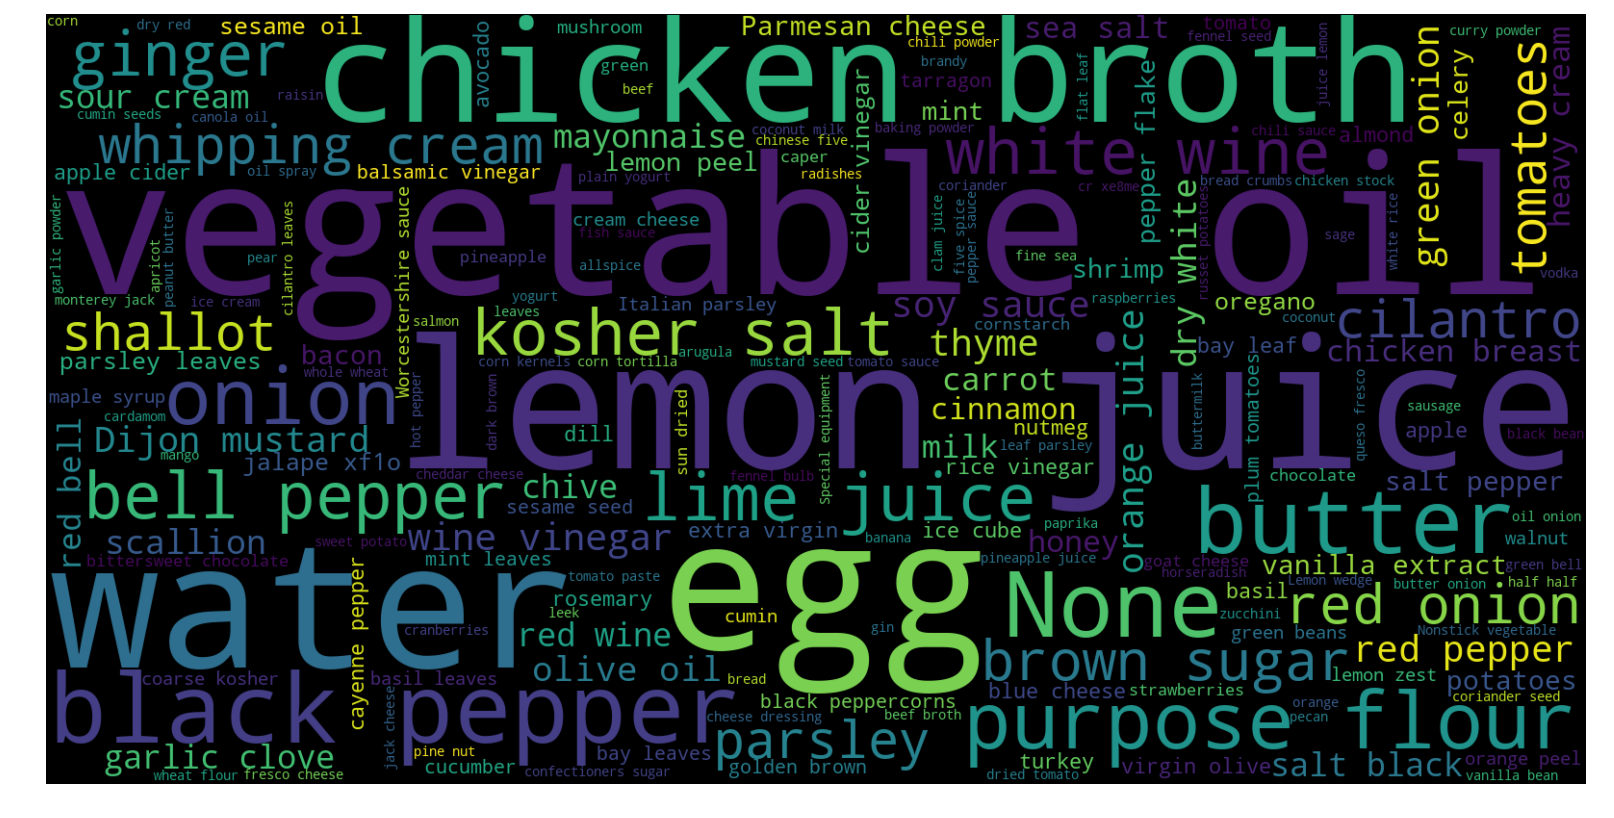 corn
dry red
sesame oil
mushroom
Parmesan cheese
sea salt
tomato
fennel seed
curry powder
ginger
chicken broth
avocado
green
beef
chili powder
brandy
tarragon
mint
flat leaf
pepper flake
juice lemon
green onion
celery
tomatoes
heavy cream
sour cream
raisin
cumin seeds
canola oil
whipping cream
mayonnaise
coconut milk
chinese five
baking powder
cider vinegar
white wine
chili sauce
almond
apple cider
oil spray
balsamic vinegar
lemon peel
caper
radishes
plain yogurt
coriander
cr xe8me
bread crumbs
chicken stock
vegetable oil
garlic powder
apricot
peanut butter
pear
cilantro leaves
Worcestershire sauce
cream cheese
fish sauce
pineapple
allspice
clam juice
five spice
pepper sauce
fine sea
shrimp
dry white
russet potatoes
white rice
sage
vodka
monterey jack
ice cream
yogurt
leaves
Italian parsley
soy sauce
raspberries
oregano
coconut
cilantro
shallot
salmon
kosher salt
cornstarch
thyme
bay leaf
chicken breast
parsley leaves
bacon
whole wheat
corn kernels
corn tortilla
arugula
mustard seed
tomato sauce
carrot
orange juice
plum tomatoes
maple syrup
cardamom
onion
lemon juice
hot pepper
dark brown
dill
sun dried
Special equipment
cinnamon
nutmeg
buttermilk
queso fresco
sausage
apple
black bean
red bell
Dijon mustard
mango
jalape xf1o
cheddar cheese
fennel bulb
milk
leaf parsley
rice vinegar
chocolate
salt pepper
bell pepper
chive
sesame seed
lime juice
butter
oil onion
walnut
scallion
wine vinegar
extra virgin
ice cube
paprika
honey
bittersweet chocolate
sweet potato
mint leaves
banana
pineapple juice
goat cheese
horseradish
vanilla extract
green bell
water
cayenne pepper
tomato paste
rosemary
leek
egg
None
basil
Lemon wedge
butter onion
half half
zucchini
red onion
cranberries
red wine
cumin
gin
green beans
Nonstick vegetable
olive oil
brown sugar
red pepper
lemon zest
potatoes
black pepper
coarse kosher
basil leaves
bread
black peppercorns
blue cheese
strawberries
orange
pecan
coriander seed
jack cheese
cheese dressing
beef broth
purpose flour
garlic clove
pine nut
bay leaves
parsley
wheat flour
fresco cheese
cucumber
confectioners sugar
golden brown
dried tomato
turkey
virgin olive
salt black
orange peel
vanilla bean